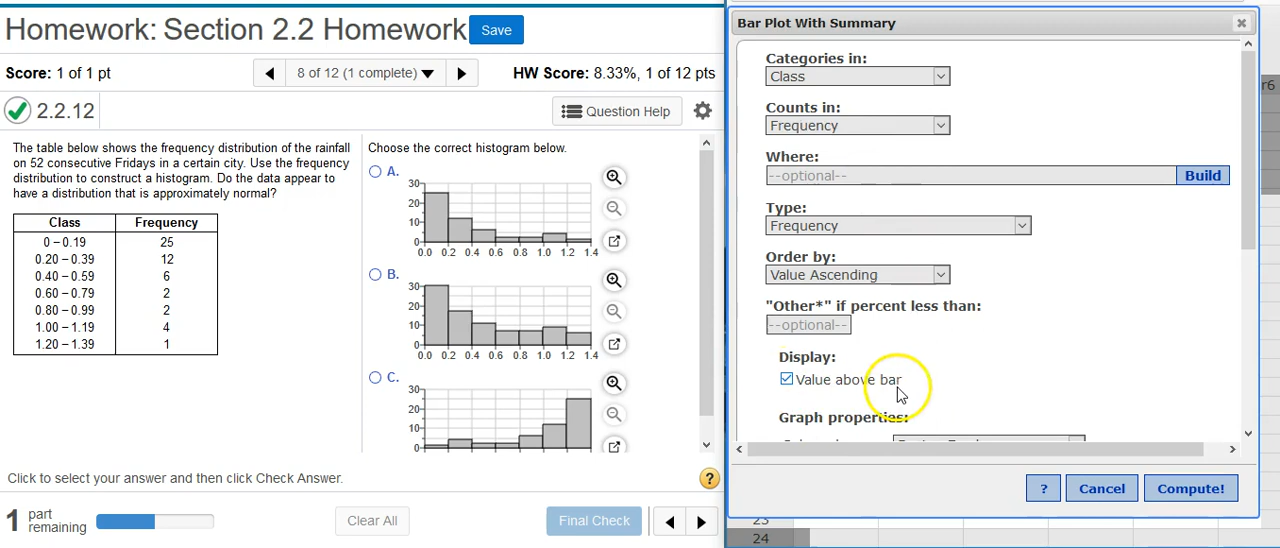 Homework: Section 2.2 Homework
Save
Score: 1 of 1 pt
8 of 12 (1 complete)
HW Score: 8.33%, 1 of 12 pts
2.2.12
Question Help
The table below shows the frequency distribution of the rainfall
on 52 consecutive Fridays in a certain city. Use the frequency
distribution to construct a histogram. Do the data appear to
have a distribution that is approximately normal?
Class Frequency
0 – 0.19 25
0.20 – 0.39 12
0.40 – 0.59 6
0.60 – 0.79 2
0.80 – 0.99 2
1.00 – 1.19 4
1.20 – 1.39 1
Choose the correct histogram below.
A.
30
20
10
0
0.0 0.2 0.4 0.6 0.8 1.0 1.2 1.4
B.
30
20
10
0
0.0 0.2 0.4 0.6 0.8 1.0 1.2 1.4
C.
30
20
10
0
Click to select your answer and then click Check Answer.
?
1 part
remaining
Clear All
Final Check
Bar Plot With Summary
Categories in:
Class
Counts in:
Frequency
Where:
--optional--
Build
Type:
Frequency
Order by:
Value Ascending
"Other*" if percent less than:
--optional--
Display:
Value above bar
Graph properties:
?
Cancel
Compute!
r6
23
24